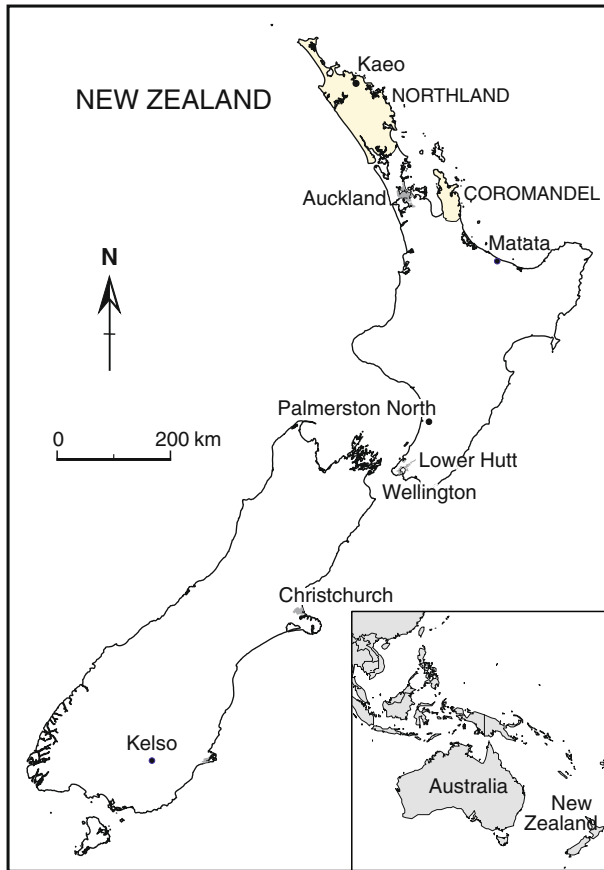 Kaeo
NEW ZEALAND
NORTHLAND
Auckland
COROMANDEL
Matata
N
Palmerston North
0 200 km
Lower Hutt
Wellington
Christchurch
Kelso
Australia
New
Zealand